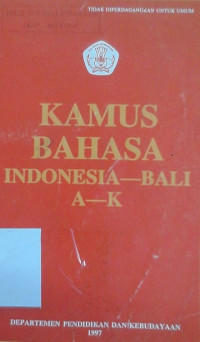 TIDAK DIPERDAGANGKAN UNTUK UMUM
KAMUS
BAHASA
INDONESIA—BALI
A—K
DEPARTEMEN PENDIDIKAN DAN KEBUDAYAAN
1997